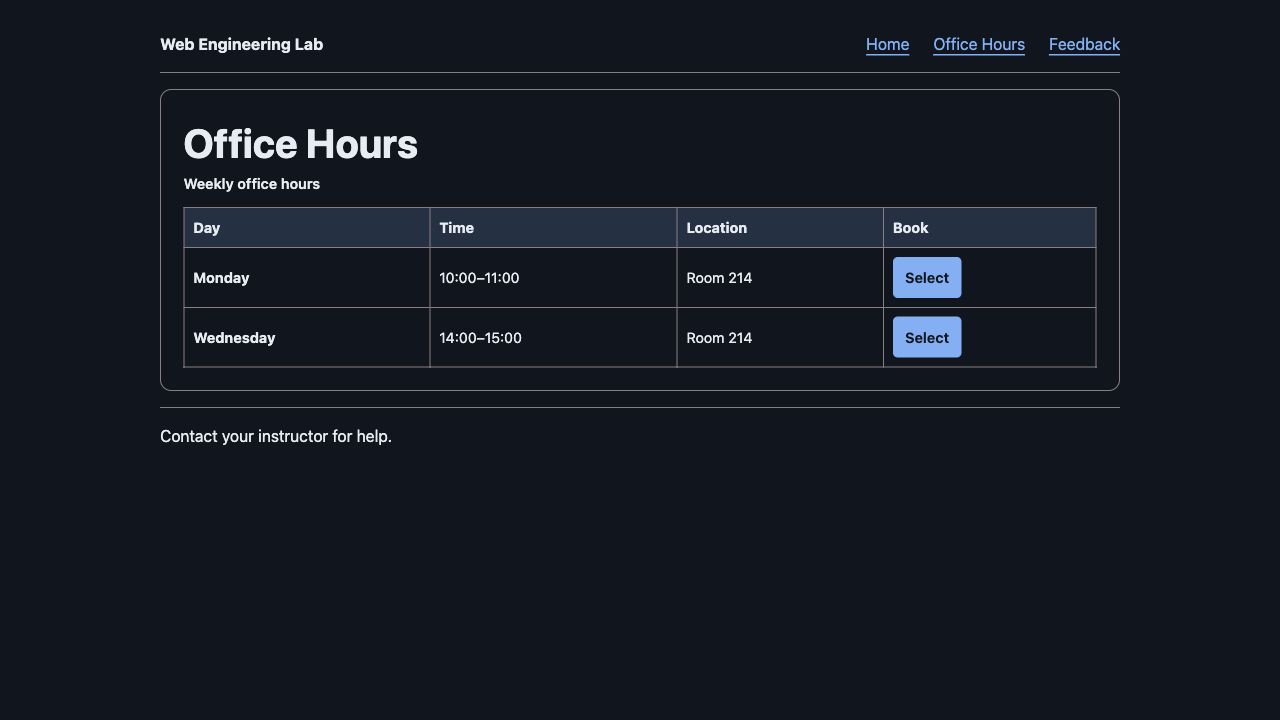 Web Engineering Lab Home Office Hours Feedback
Office Hours
Weekly office hours
Day Time Location Book
Monday 10:00–11:00 Room 214 Select
Wednesday 14:00–15:00 Room 214 Select
Contact your instructor for help.